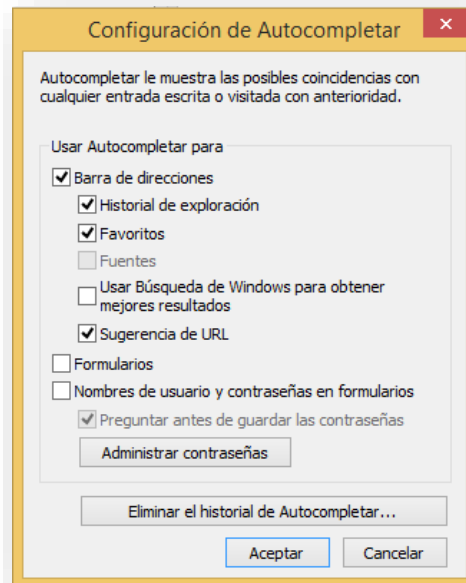 Configuración de Autocompletar
Autocompletar le muestra las posibles coincidencias con
cualquier entrada escrita o visitada con anterioridad.
Usar Autocompletar para
Barra de direcciones
Historial de exploración
Favoritos
Fuentes
Usar Búsqueda de Windows para obtener
mejores resultados
Sugerencia de URL
Formularios
Nombres de usuario y contraseñas en formularios
Preguntar antes de guardar las contraseñas
Administrar contraseñas
Eliminar el historial de Autocompletar...
Aceptar Cancelar